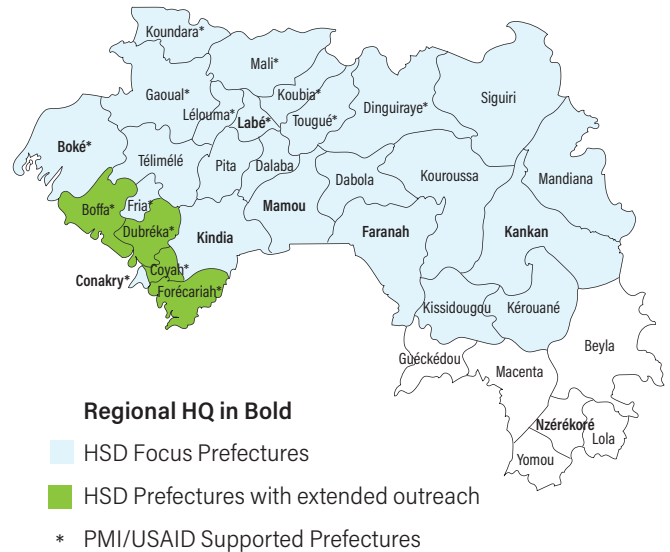 Koundara*
Mali*
Gaoual*
Koubia*
Siguiri
Lélouma*
Labé*
Dinguiraye*
Tougué*
Boké*
Télimélé
Pita
Dalaba
Kouroussa
Mandiana
Dabola
Boffa*
Fria*
Mamou
Dubréka*
Kindia
Faranah
Kankan
Coyah*
Conakry*
Forécariah*
Kissidougou
Kérouané
Guéckédou
Beyla
Macenta
Nzérékoré
Lola
Yomou
Regional HQ in Bold
HSD Focus Prefectures
HSD Prefectures with extended outreach
* PMI/USAID Supported Prefectures